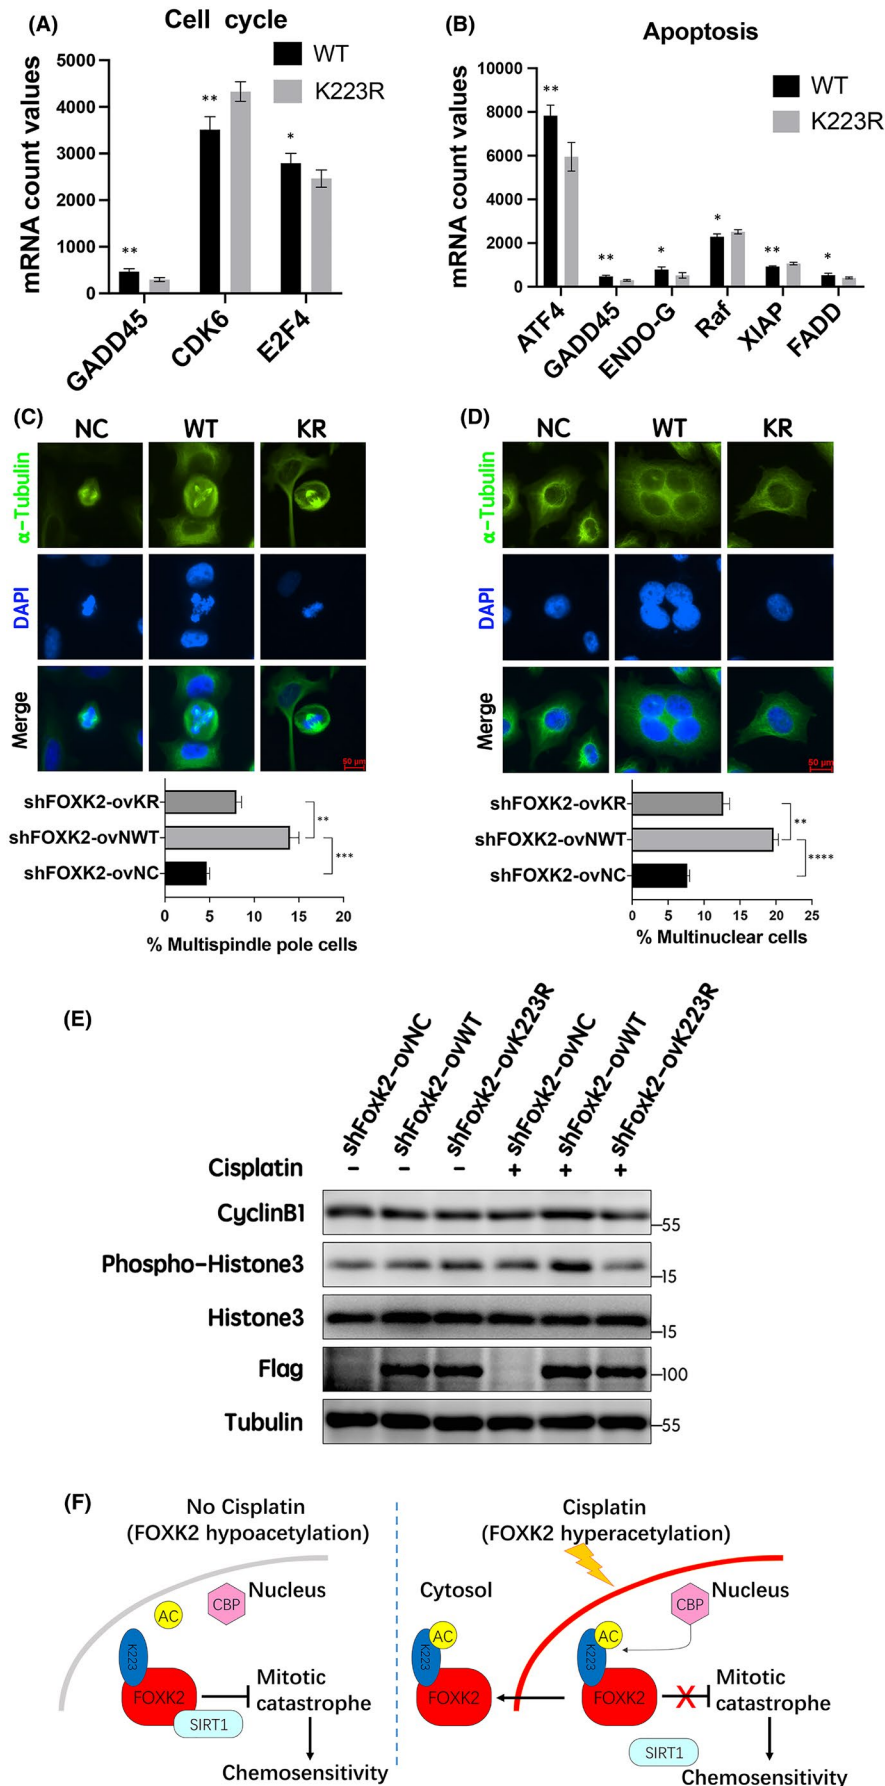 (A)
Cell cycle
WT
K223R
mRNA count values
5000
4000
3000
2000
1000
0
**
**
*
GADD45
CDK6
E2F4
(B)
Apoptosis
WT
K223R
mRNA count values
10000
8000
6000
4000
2000
0
**
**
*
*
**
*
ATF4
GADD45
ENDO-G
Raf
XIAP
FADD
(C)
NC WT KR
α-Tubulin
DAPI
Merge
50 μm
shFOXK2-ovKR
shFOXK2-ovNWT
shFOXK2-ovNC
**
***
0 5 10 15 20
% Multispindle pole cells
(D)
NC WT KR
α-Tubulin
DAPI
Merge
50 μm
shFOXK2-ovKR
shFOXK2-ovNWT
shFOXK2-ovNC
**
****
0 5 10 15 20 25
% Multinuclear cells
(E)
shFoxk2-ovNC
shFoxk2-ovWT
shFoxk2-ovK223R
shFoxk2-ovNC
shFoxk2-ovWT
shFoxk2-ovK223R
Cisplatin - - - + + +
CyclinB1 55
Phospho-Histone3 15
Histone3 15
Flag 100
Tubulin 55
(F)
No Cisplatin
(FOXK2 hypoacetylation)
Nucleus
CBP
AC
K223
FOXK2
SIRT1
Mitotic
catastrophe
Chemosensitivity
Cisplatin
(FOXK2 hyperacetylation)
Cytosol
Nucleus
CBP
AC
K223
FOXK2
AC
K223
FOXK2
X
Mitotic
catastrophe
SIRT1
Chemosensitivity